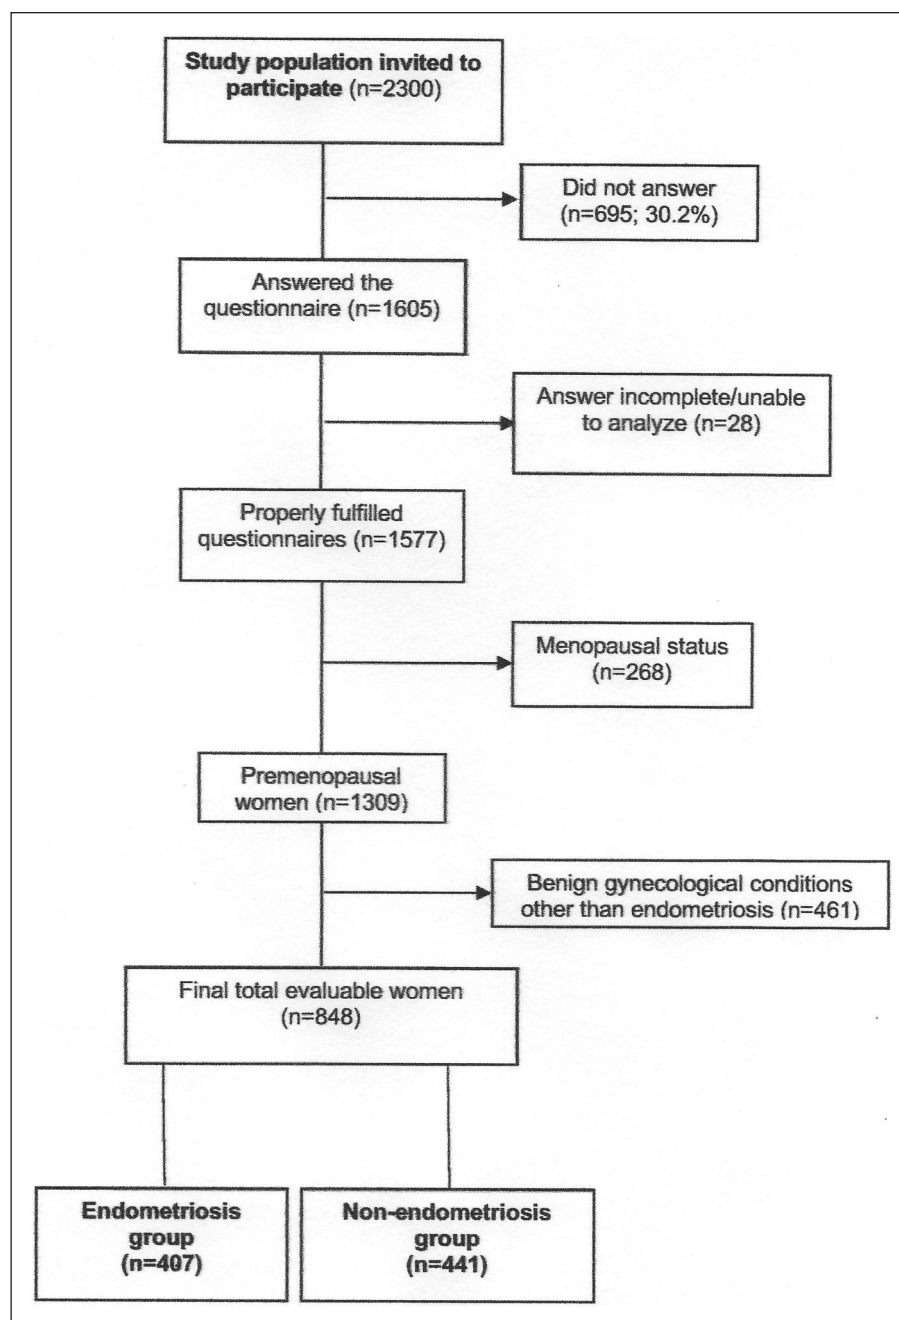 Study population invited to
participate (n=2300)
Did not answer
(n=695; 30.2%)
Answered the
questionnaire (n=1605)
Answer incomplete/unable
to analyze (n=28)
Properly fulfilled
questionnaires (n=1577)
Menopausal status
(n=268)
Premenopausal
women (n=1309)
Benign gynecological conditions
other than endometriosis (n=461)
Final total evaluable women
(n=848)
Endometriosis
group
(n=407)
Non-endometriosis
group
(n=441)